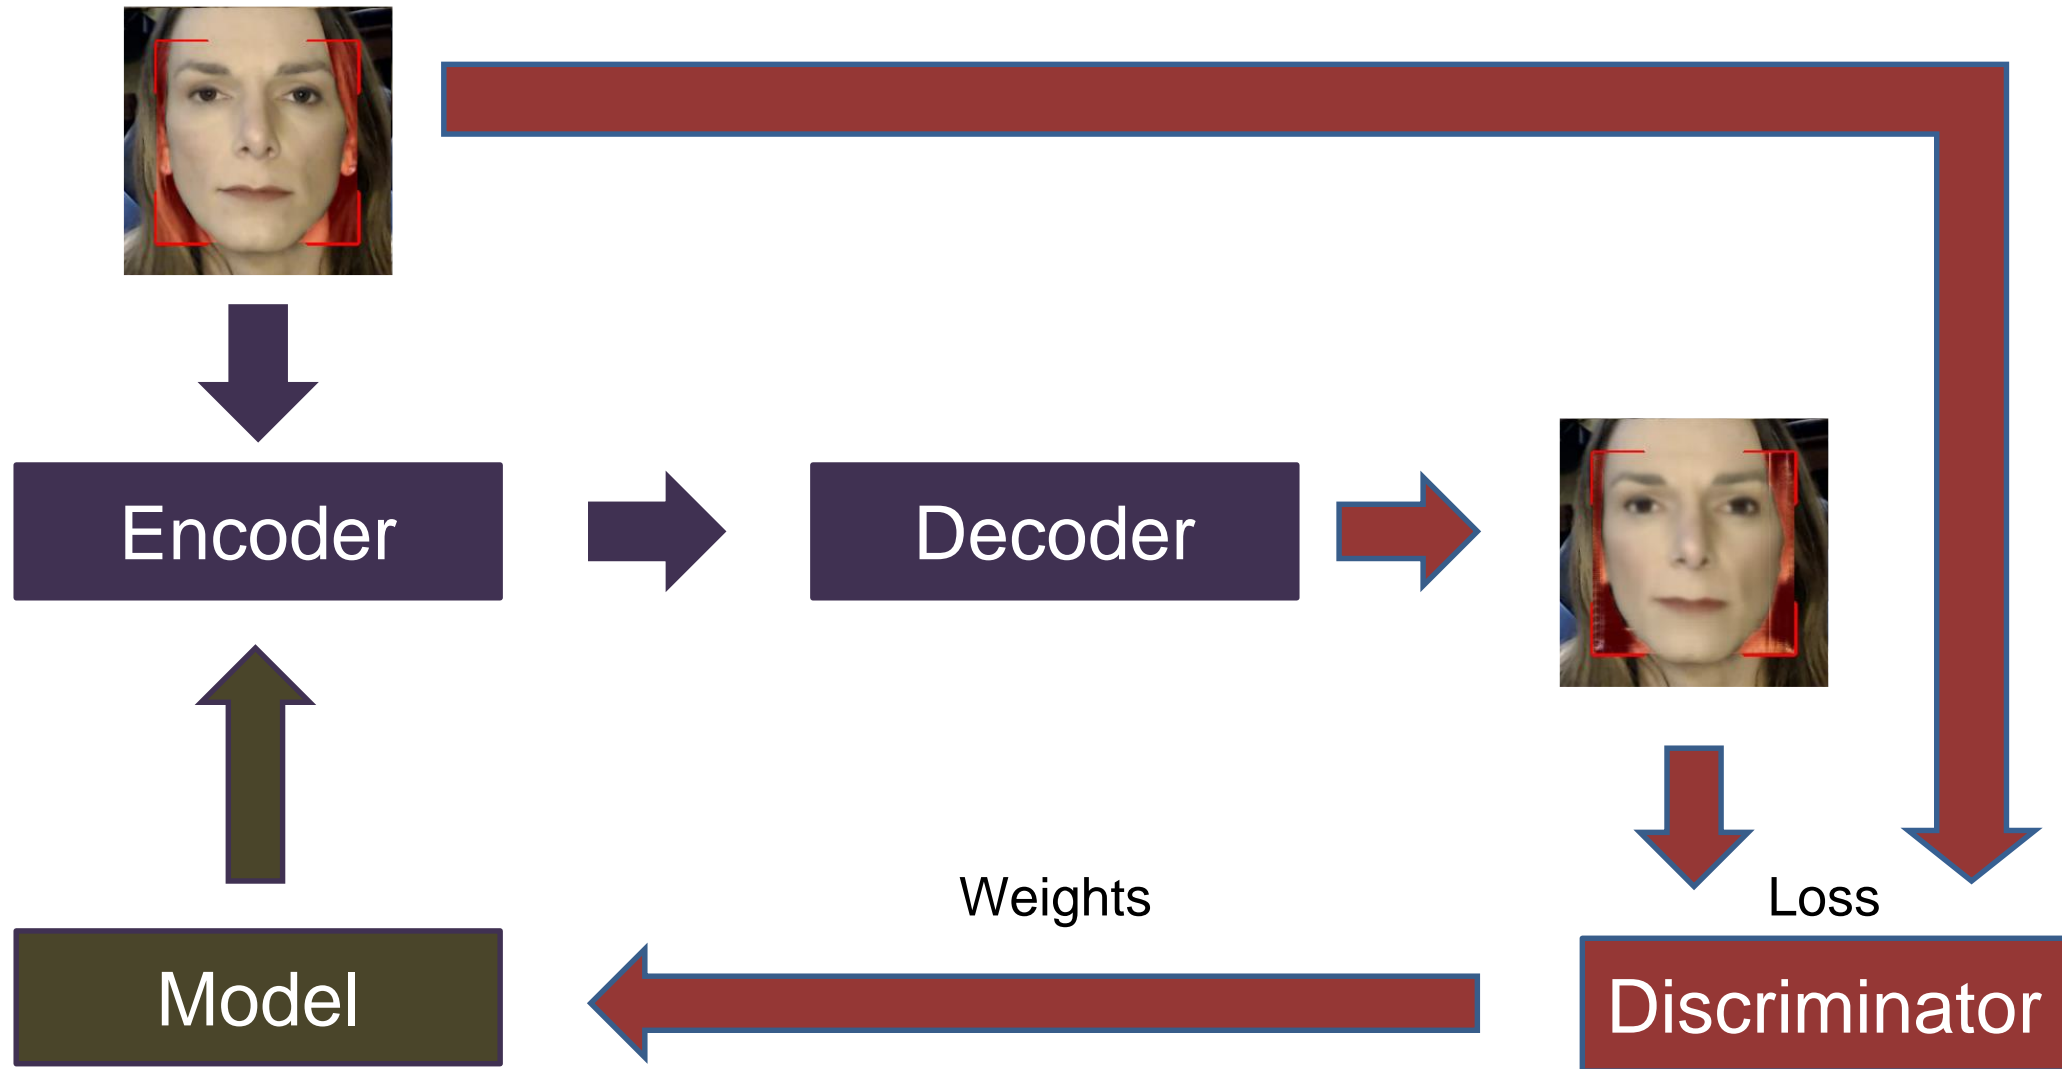 Encoder
Decoder
Weights
Loss
Model
Discriminator